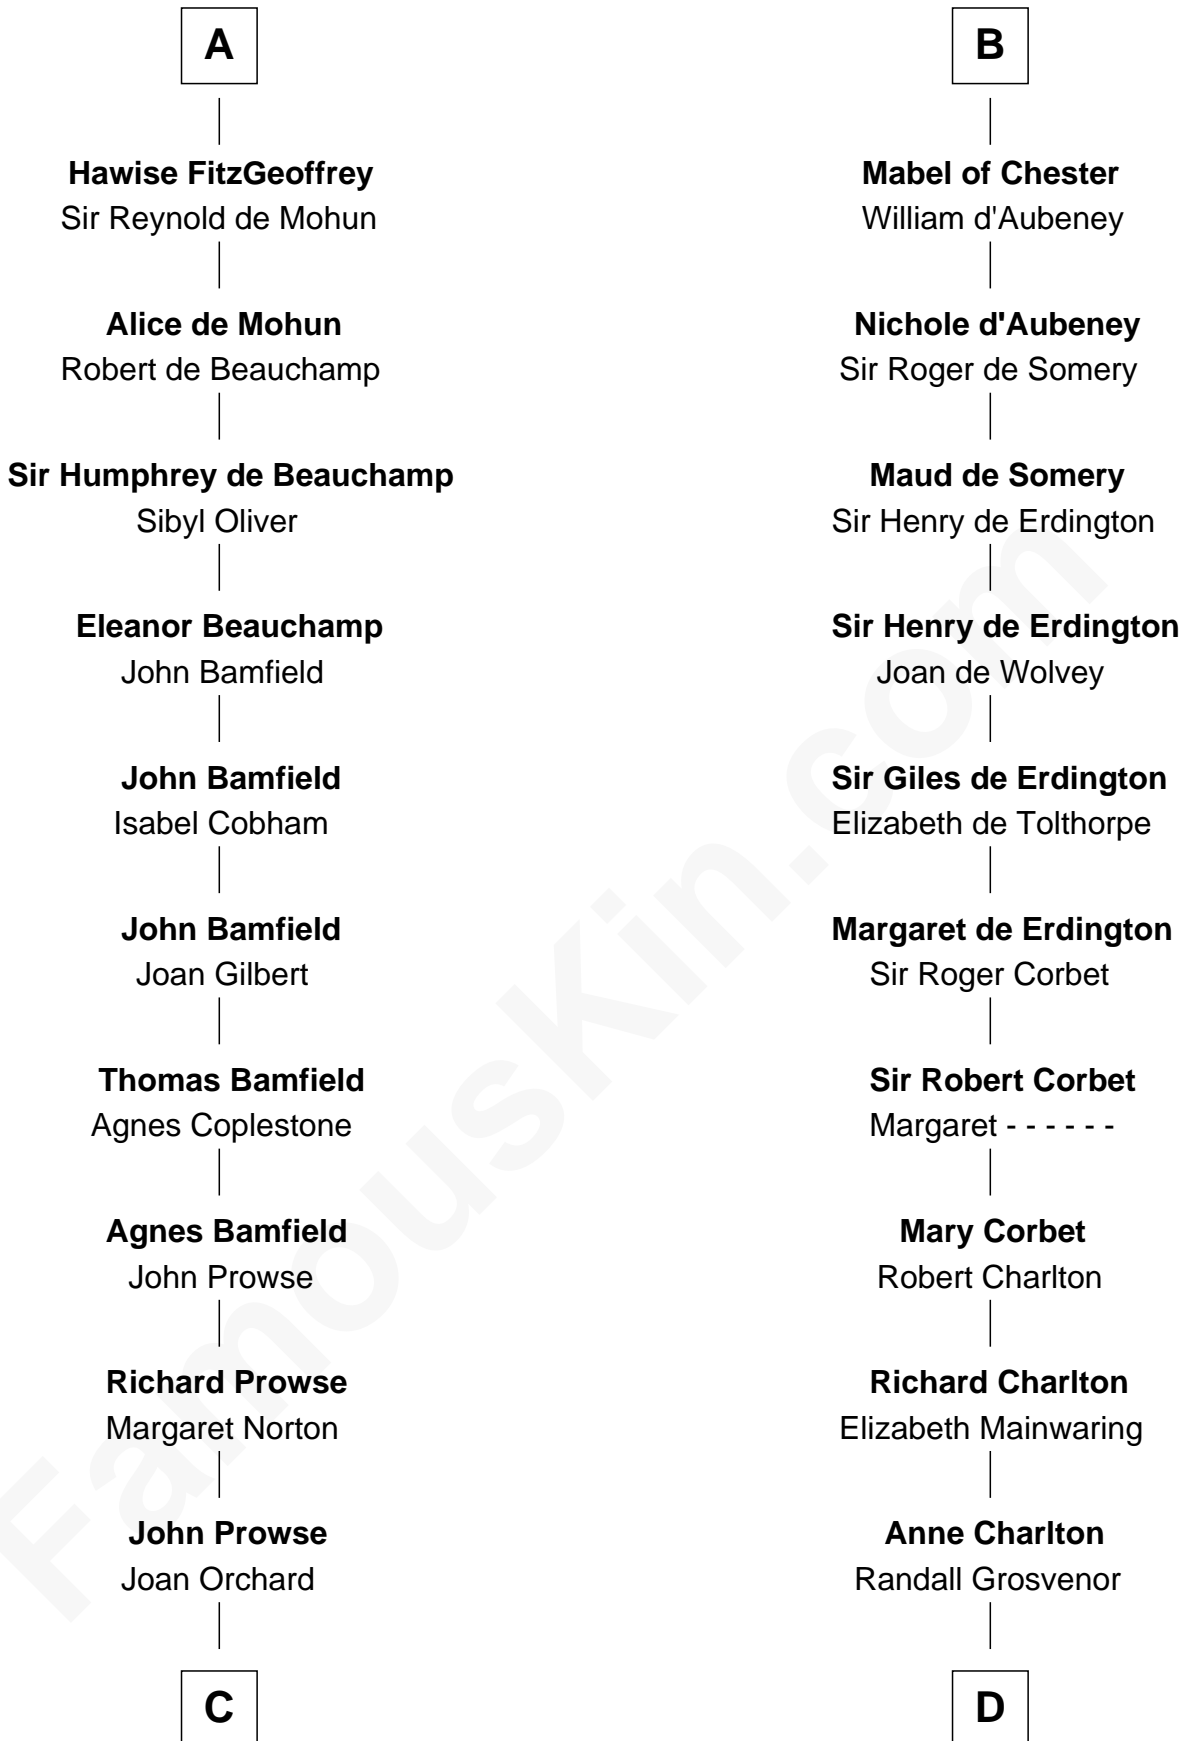 A
Hawise FitzGeoffrey
Sir Reynold de Mohun
Alice de Mohun
Robert de Beauchamp
Sir Humphrey de Beauchamp
Sibyl Oliver
Eleanor Beauchamp
John Bamfield
John Bamfield
Isabel Cobham
John Bamfield
Joan Gilbert
Thomas Bamfield
Agnes Coplestone
Agnes Bamfield
John Prowse
Richard Prowse
Margaret Norton
John Prowse
Joan Orchard
C
B
Mabel of Chester
William d'Aubeney
Nichole d'Aubeney
Sir Roger de Somery
Maud de Somery
Sir Henry de Erdington
Sir Henry de Erdington
Joan de Wolvey
Sir Giles de Erdington
Elizabeth de Tolthorpe
Margaret de Erdington
Sir Roger Corbet
Sir Robert Corbet
Margaret - - - - - -
Mary Corbet
Robert Charlton
Richard Charlton
Elizabeth Mainwaring
Anne Charlton
Randall Grosvenor
D
FamousKin.com